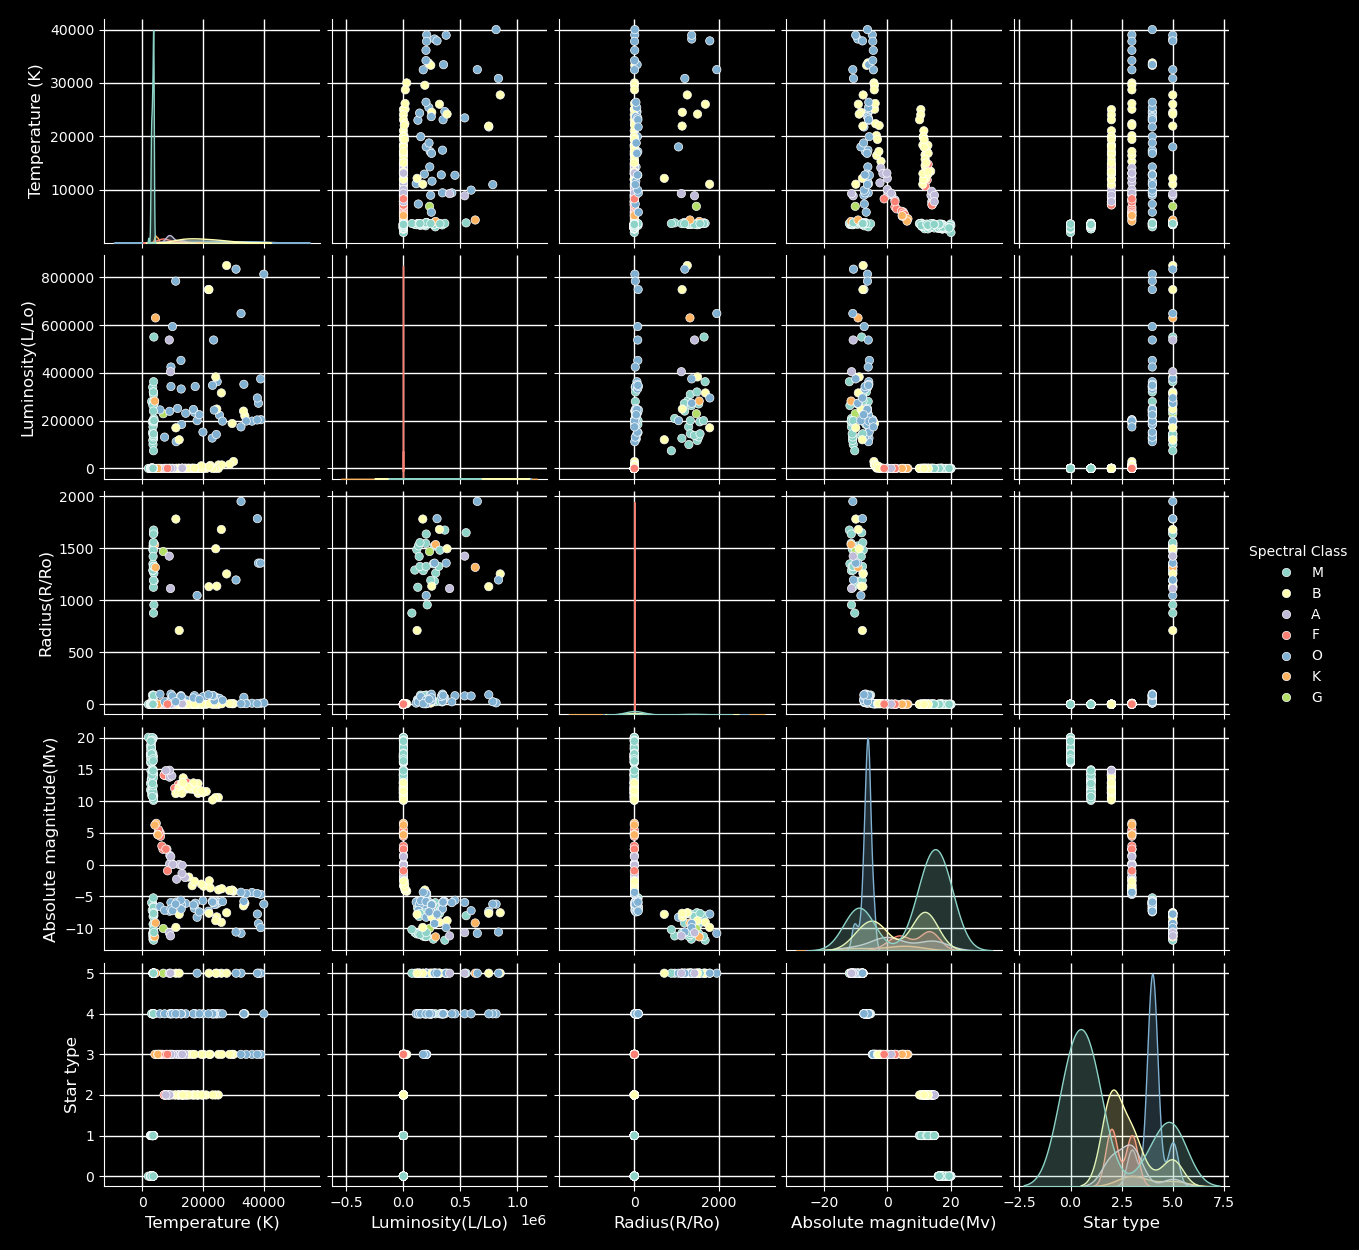 40000
30000
20000
10000
Temperature (K)
800000
600000
400000
200000
0
Luminosity(L/Lo)
2000
1500
1000
500
0
Radius(R/Ro)
20
15
10
5
0
−5
−10
Absolute magnitude(Mv)
5
4
3
2
1
0
Star type
0 20000 40000
Temperature (K)
−0.5 0.0 0.5 1.0
1e6
Luminosity(L/Lo)
0 2000
Radius(R/Ro)
−20 0 20
Absolute magnitude(Mv)
−2.5 0.0 2.5 5.0 7.5
Star type
Spectral Class
M
B
A
F
O
K
G